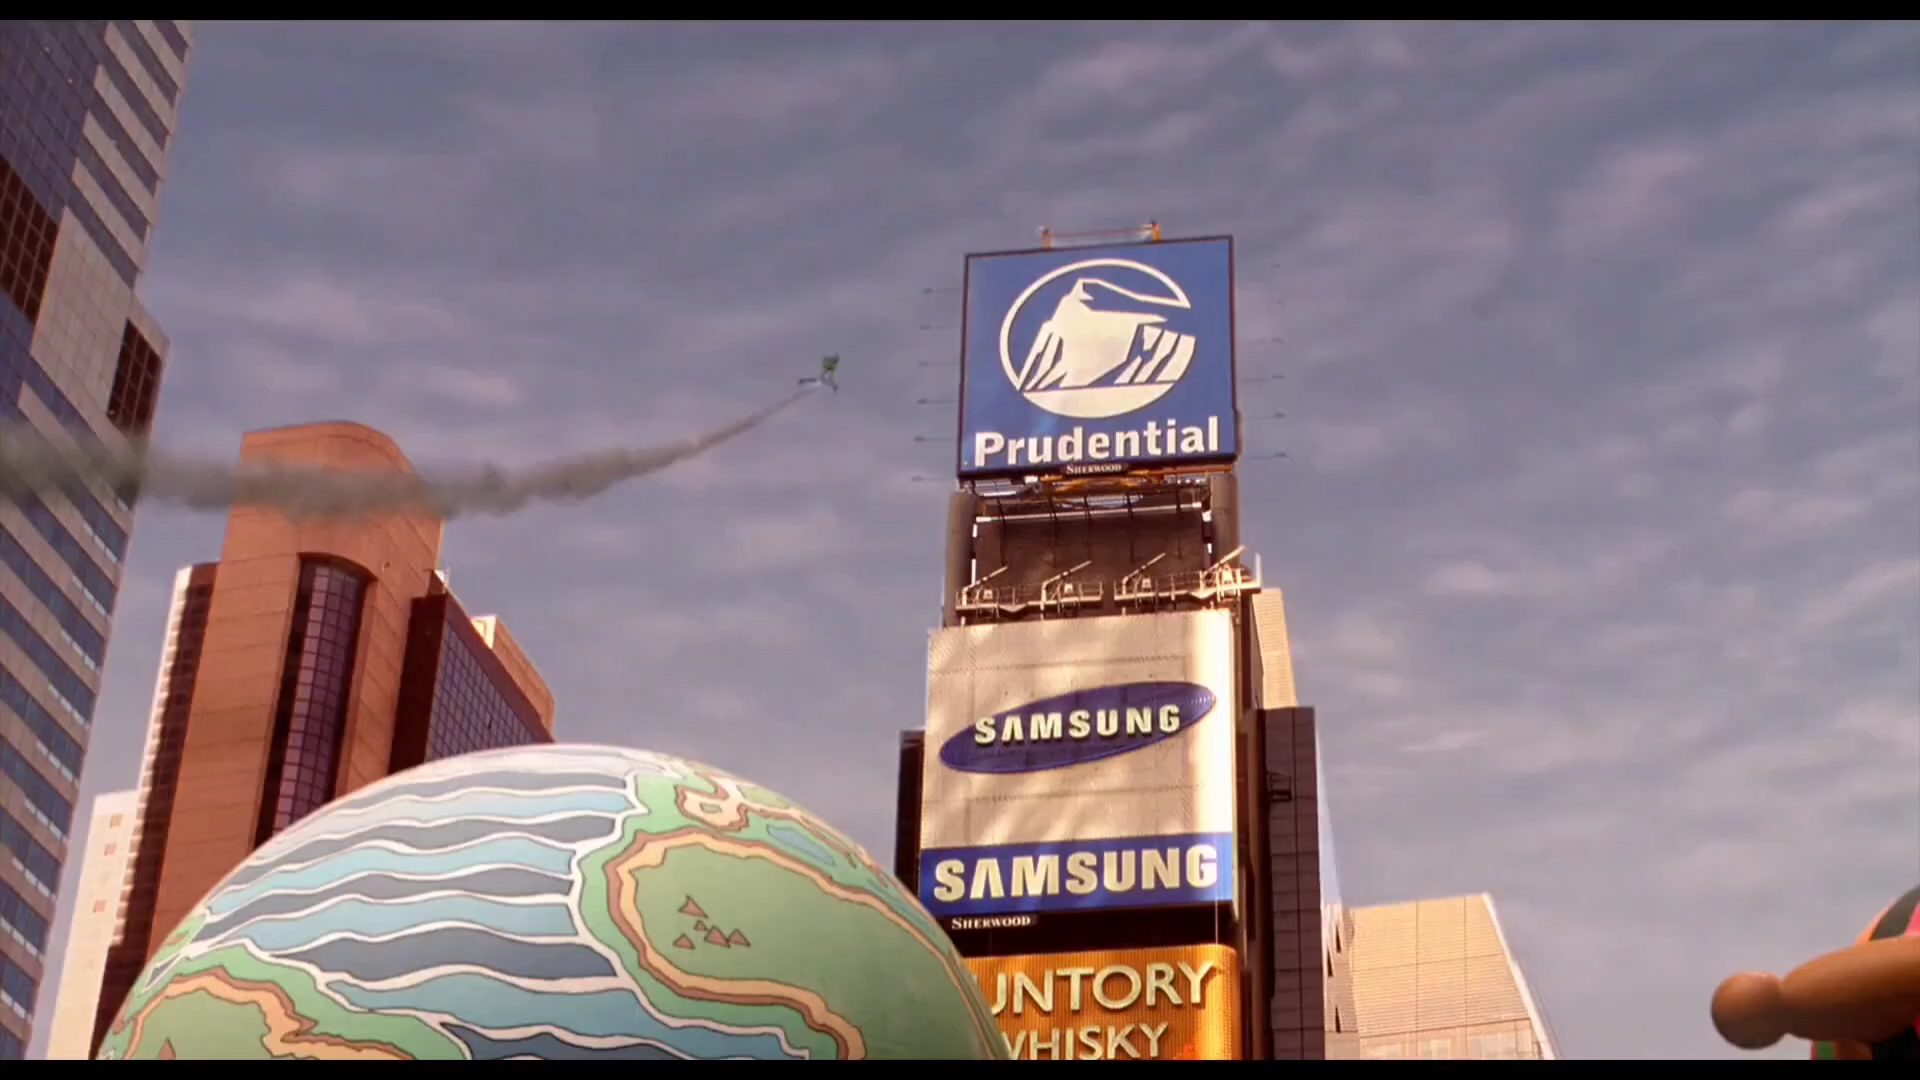 Prudential
SHERWOOD
SAMSUNG
SAMSUNG
SHERWOOD
UNTORY
WHISKY